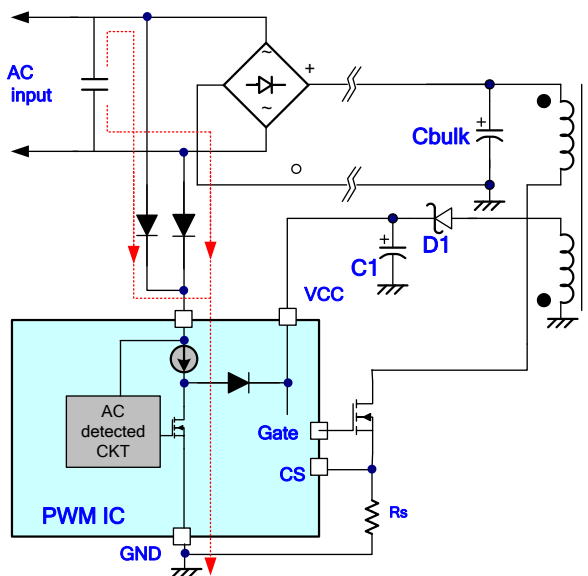 AC
input
~
+
~
+
Cbulk
+
C1
D1
VCC
AC
detected
CKT
Gate
CS
PWM IC
Rs
GND